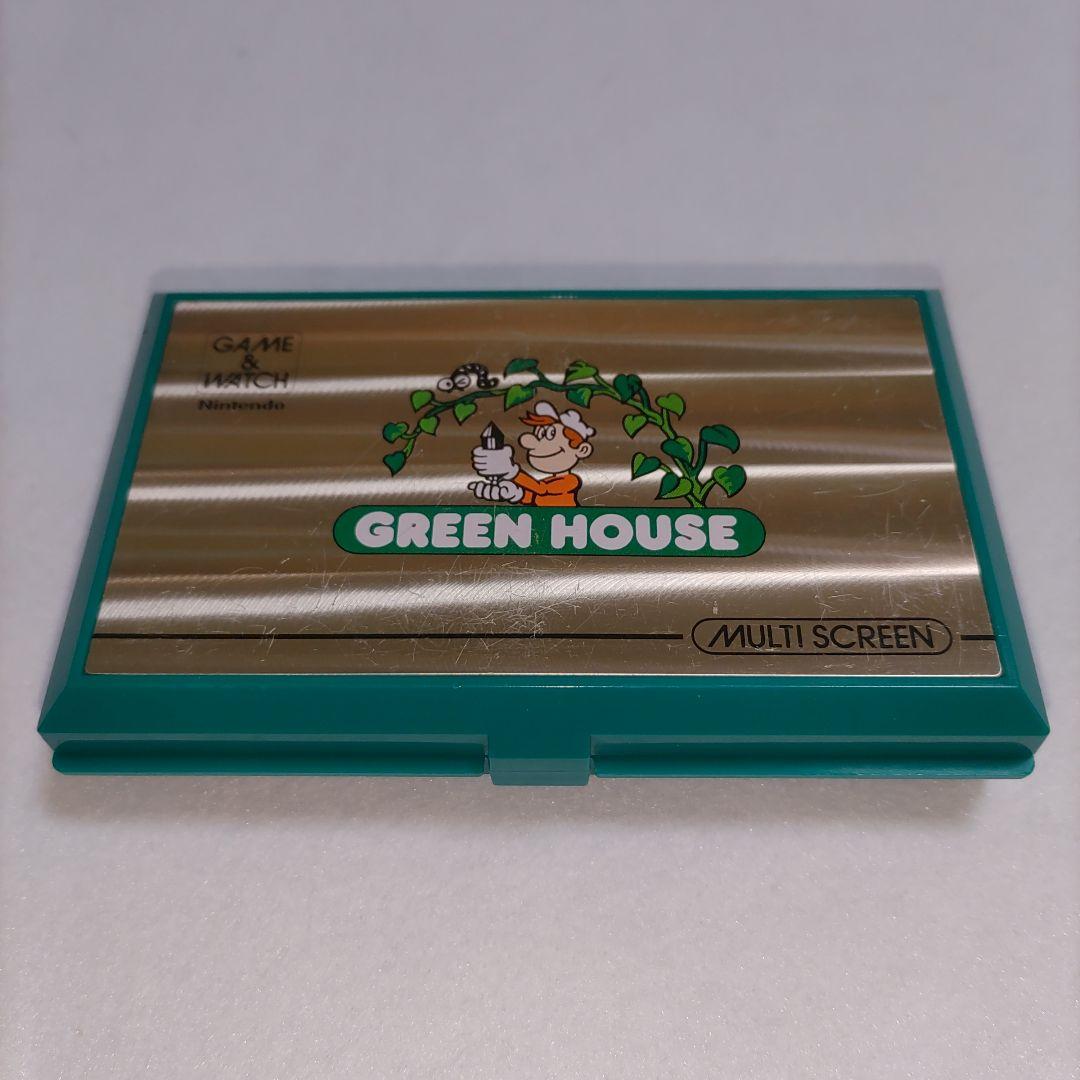 GAME
&
WATCH
Nintendo
GREEN HOUSE
MULTI SCREEN